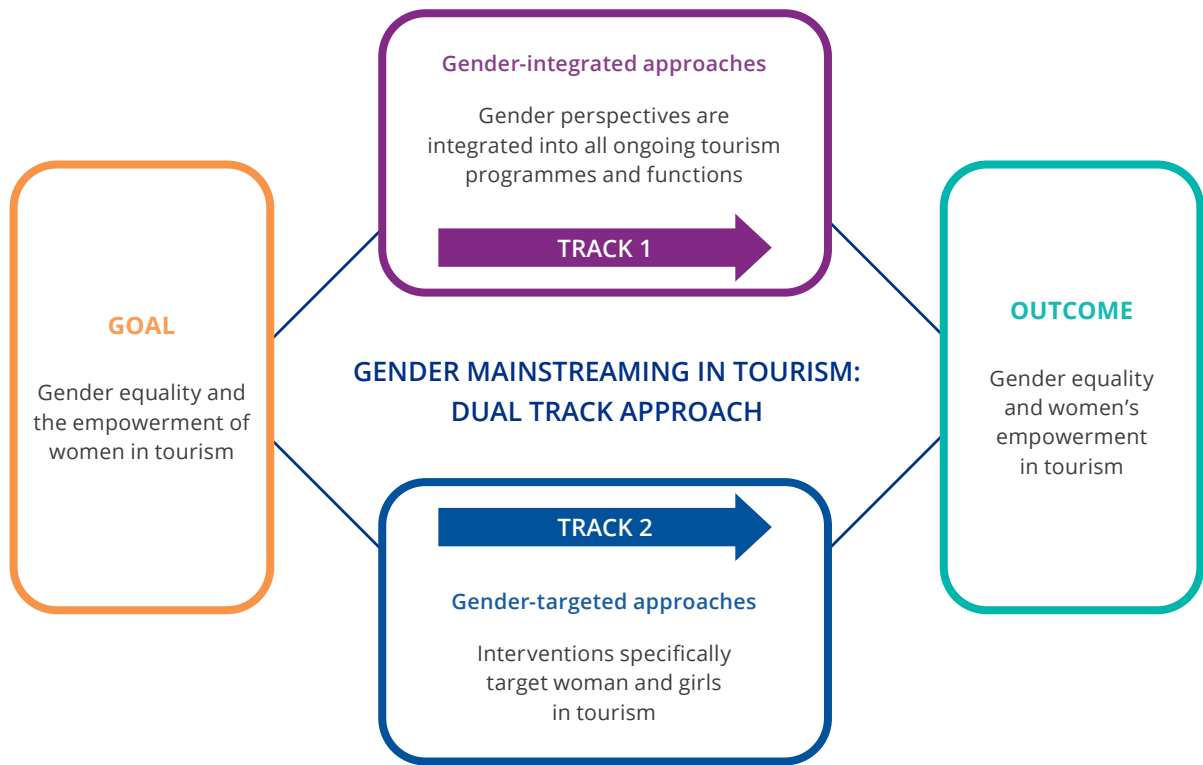 Gender-integrated approaches
Gender perspectives are
integrated into all ongoing tourism
programmes and functions
TRACK 1
GOAL
Gender equality and
the empowerment of
women in tourism
GENDER MAINSTREAMING IN TOURISM:
DUAL TRACK APPROACH
OUTCOME
Gender equality
and women’s
empowerment
in tourism
TRACK 2
Gender-targeted approaches
Interventions specifically
target woman and girls
in tourism